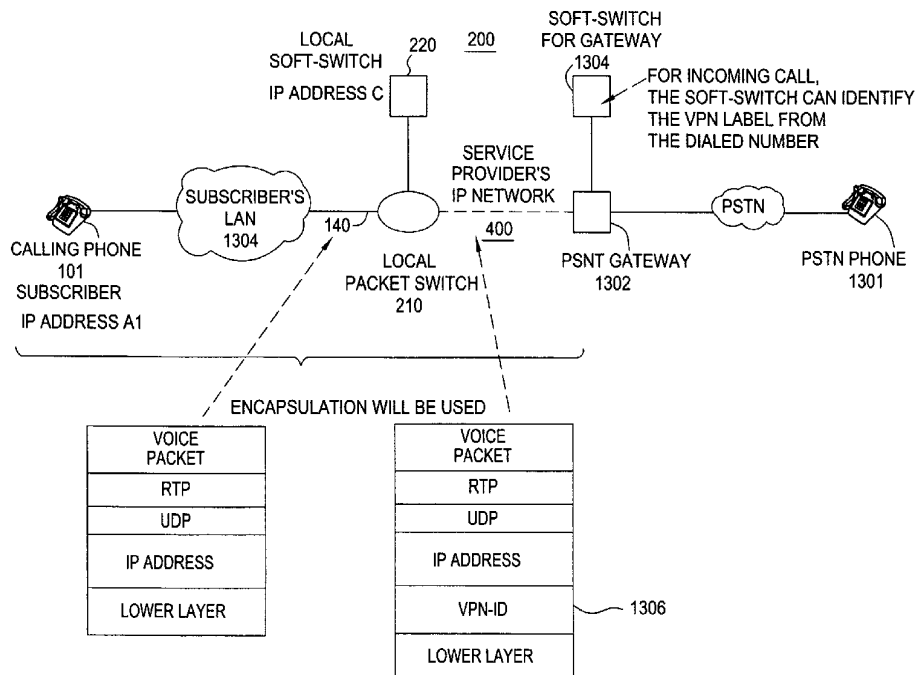 LOCAL
SOFT-SWITCH
220
200
IP ADDRESS C
SOFT-SWITCH
FOR GATEWAY
1304
FOR INCOMING CALL,
THE SOFT-SWITCH CAN IDENTIFY
THE VPN LABEL FROM
THE DIALED NUMBER
SERVICE
PROVIDER'S
IP NETWORK
SUBSCRIBER'S
LAN
1304
140
400
PSTN
CALLING PHONE
101
SUBSCRIBER
IP ADDRESS A1
LOCAL
PACKET SWITCH
210
PSNT GATEWAY
1302
PSTN PHONE
1301
ENCAPSULATION WILL BE USED
VOICE
PACKET
RTP
UDP
IP ADDRESS
LOWER LAYER
VOICE
PACKET
RTP
UDP
IP ADDRESS
VPN-ID
1306
LOWER LAYER